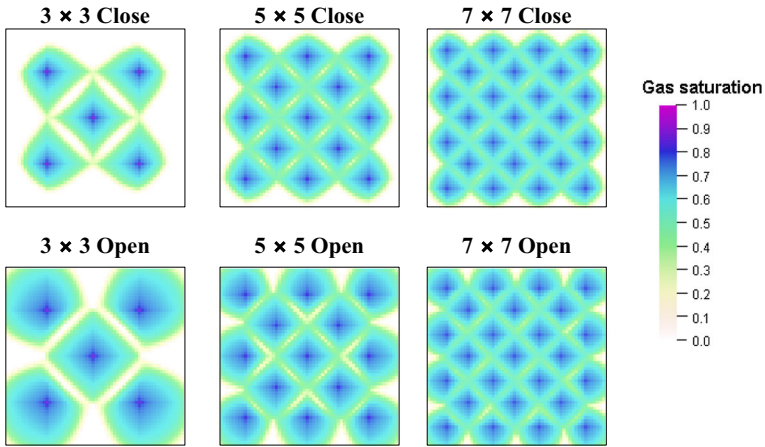 3 × 3 Close
5 × 5 Close
7 × 7 Close
Gas saturation
1.0
0.9
0.8
0.7
0.6
0.5
0.4
0.3
0.2
0.1
0.0
3 × 3 Open
5 × 5 Open
7 × 7 Open